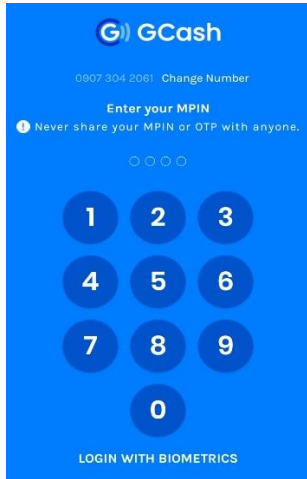 G GCash
0907 304 2061 Change Number
Enter your MPIN
! Never share your MPIN or OTP with anyone.
1 2 3
4 5 6
7 8 9
0
LOGIN WITH BIOMETRICS